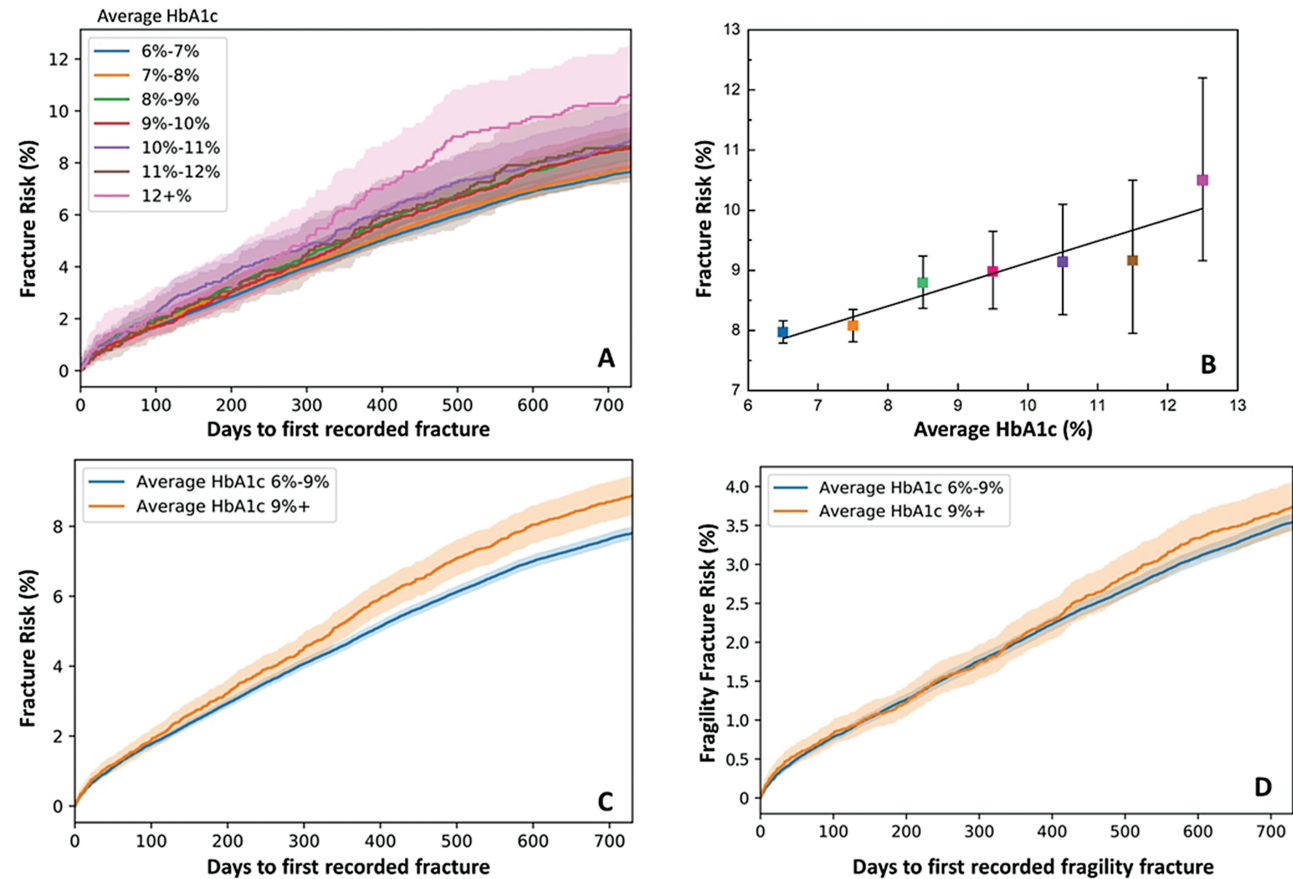 Average HbA1c
6%-7%
7%-8%
8%-9%
9%-10%
10%-11%
11%-12%
12+%
Fracture Risk (%)
12
10
8
6
4
2
0
0 100 200 300 400 500 600 700
Days to first recorded fracture
A
Fracture Risk (%)
13
12
11
10
9
8
7
6 7 8 9 10 11 12 13
Average HbA1c (%)
B
Average HbA1c 6%-9%
Average HbA1c 9%+
Fracture Risk (%)
8
6
4
2
0
0 100 200 300 400 500 600 700
Days to first recorded fracture
C
Average HbA1c 6%-9%
Average HbA1c 9%+
Fragility Fracture Risk (%)
4.0
3.5
3.0
2.5
2.0
1.5
1.0
0.5
0
0 100 200 300 400 500 600 700
Days to first recorded fragility fracture
D